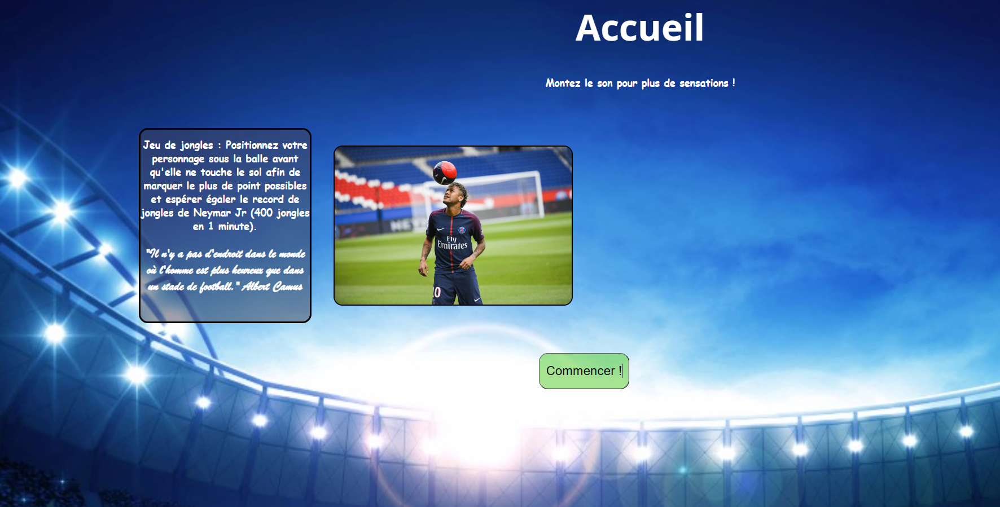 Accueil
Montez le son pour plus de sensations !
Jeu de jongles : Positionnez votre
personnage sous la balle avant
qu'elle ne touche le sol afin de
marquer le plus de point possibles
et espérer égaler le record de
jongles de Neymar Jr (400 jongles
en 1 minute).
"Il n'y a pas d'endroit dans le monde
où l'homme est plus heureux que dans
un stade de football." Albert Camus
Fly
Emirates
Commencer !